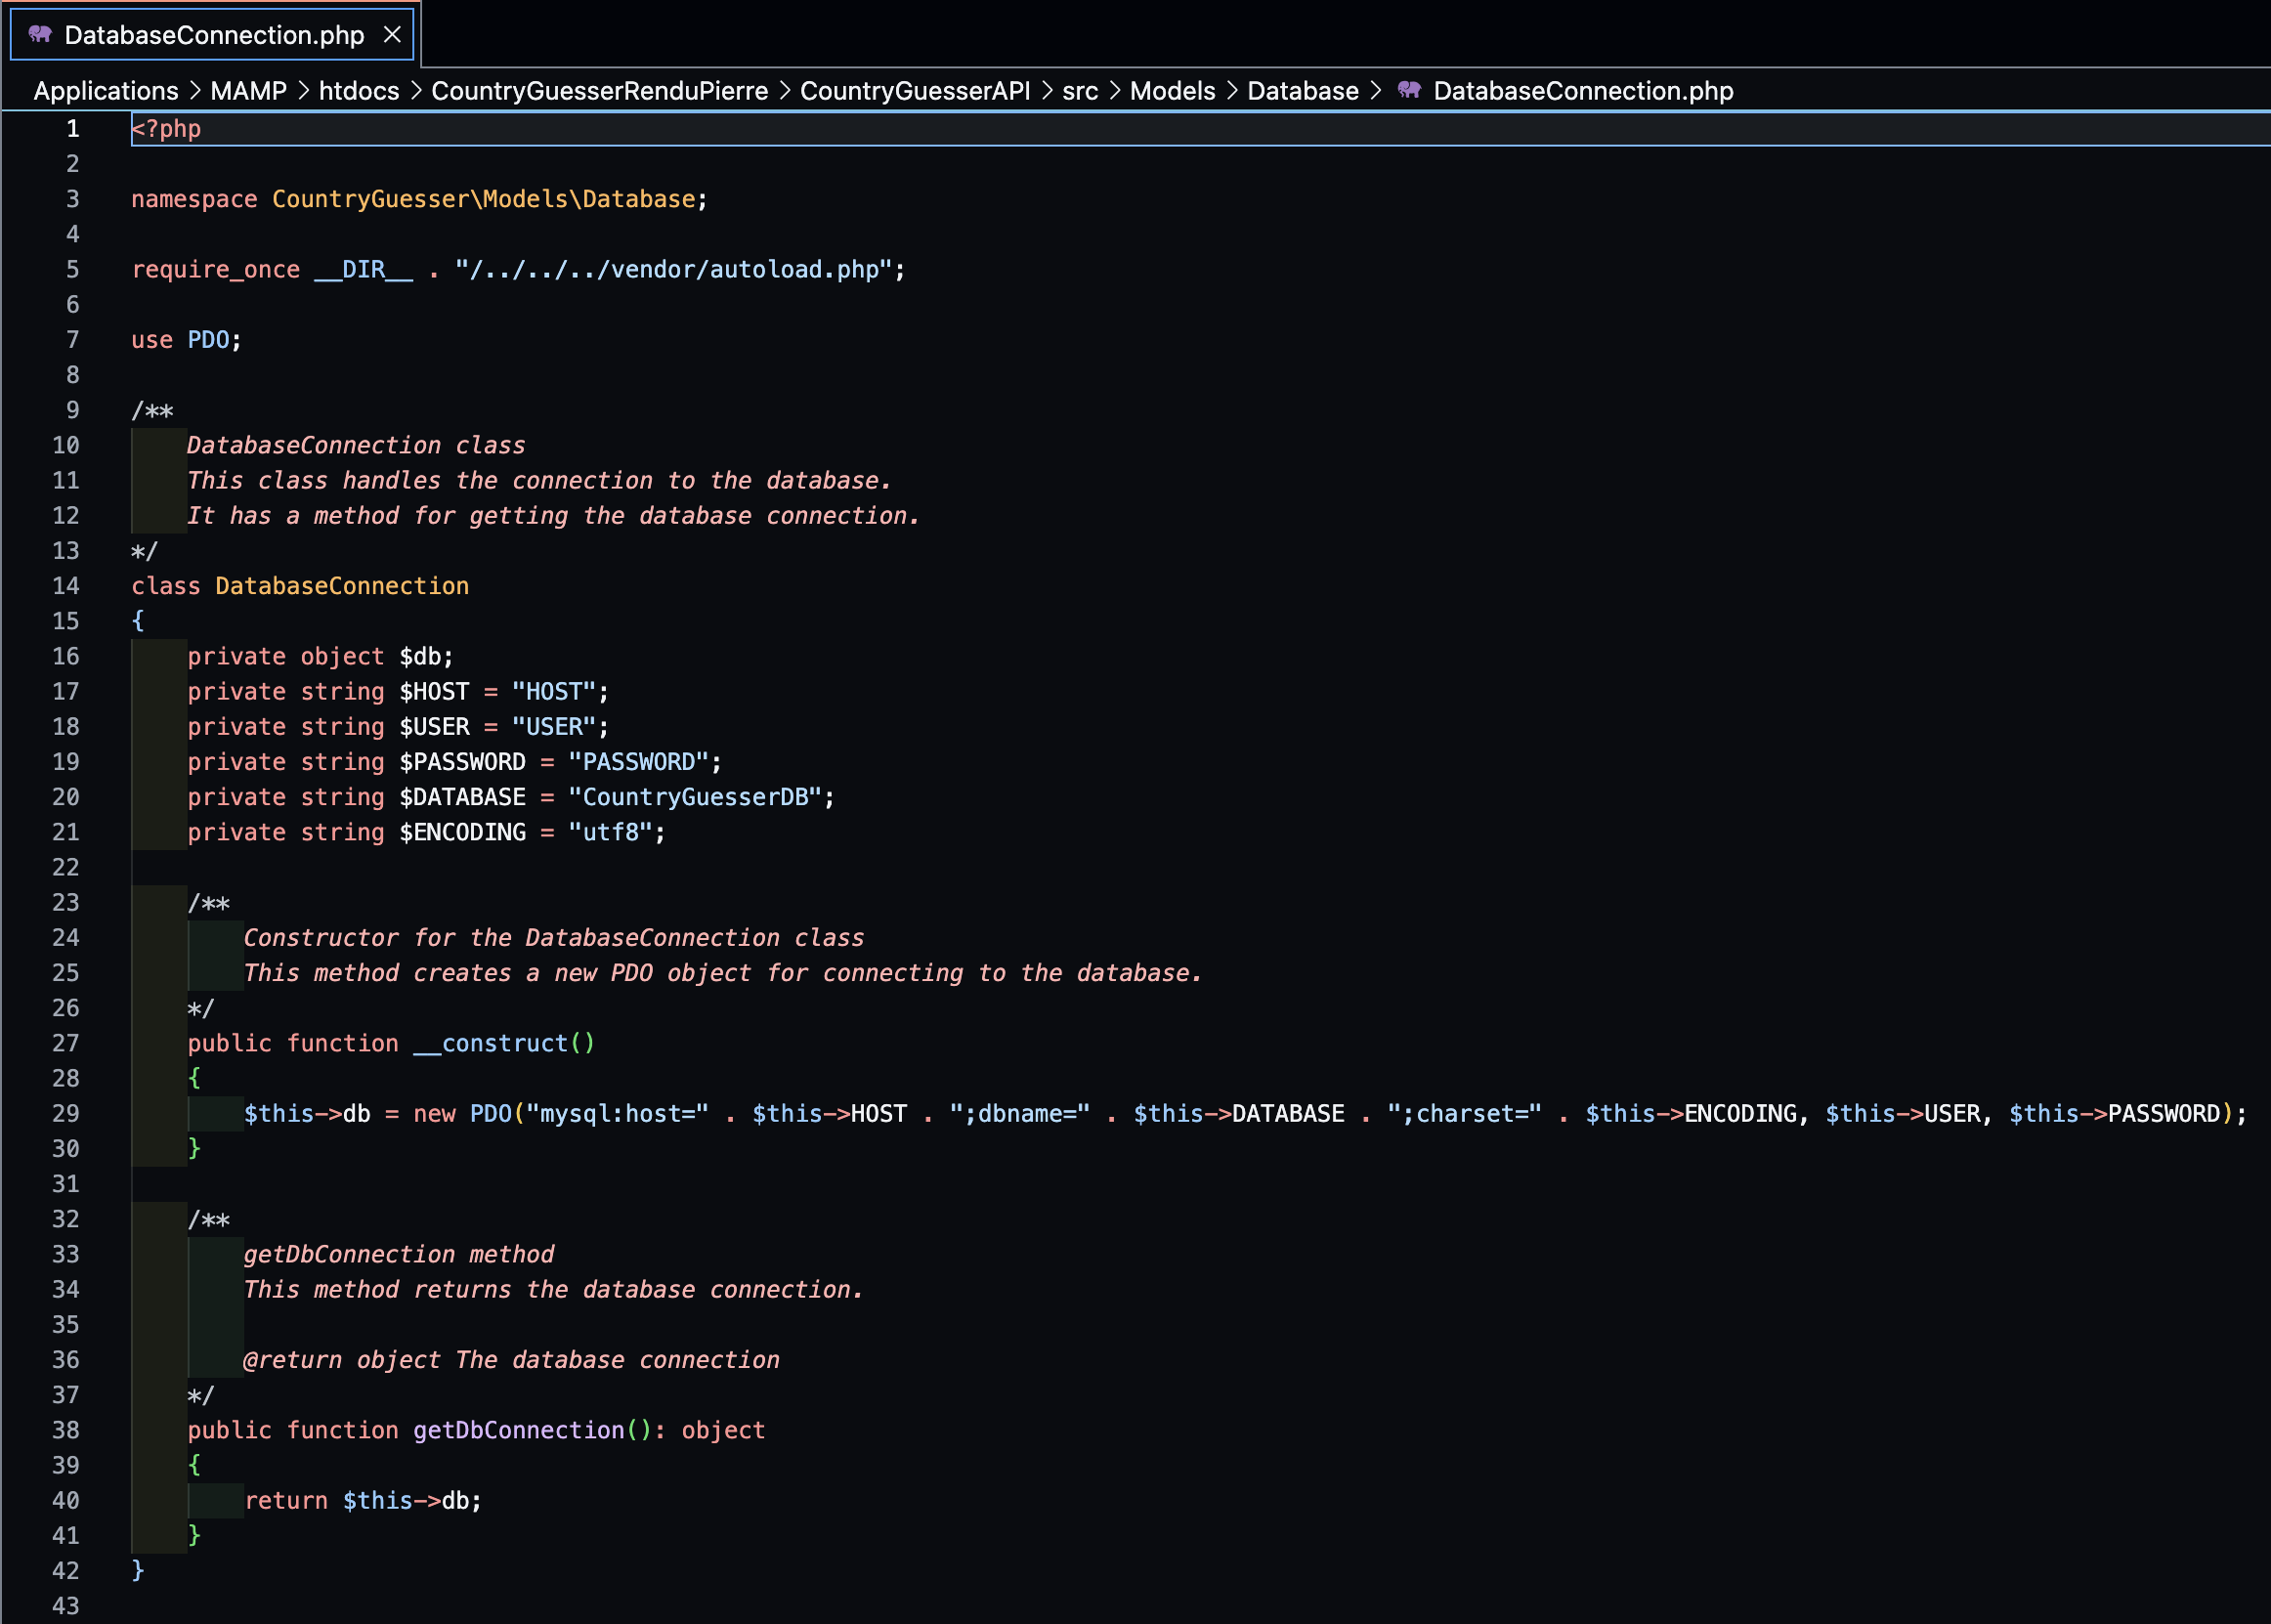 DatabaseConnection.php
Applications > MAMP > htdocs > CountryGuesserRenduPierre > CountryGuesserAPI > src > Models > Database > DatabaseConnection.php
1 <?php
2
3 namespace CountryGuesser\Models\Database;
4
5 require_once __DIR__ . "/../../../vendor/autoload.php";
6
7 use PDO;
8
9 /**
10     DatabaseConnection class
11     This class handles the connection to the database.
12     It has a method for getting the database connection.
13 */
14 class DatabaseConnection
15 {
16     private object $db;
17     private string $HOST = "HOST";
18     private string $USER = "USER";
19     private string $PASSWORD = "PASSWORD";
20     private string $DATABASE = "CountryGuesserDB";
21     private string $ENCODING = "utf8";
22
23     /**
24         Constructor for the DatabaseConnection class
25         This method creates a new PDO object for connecting to the database.
26     */
27     public function __construct()
28     {
29         $this->db = new PDO("mysql:host=" . $this->HOST . ";dbname=" . $this->DATABASE . ";charset=" . $this->ENCODING, $this->USER, $this->PASSWORD);
30     }
31
32     /**
33         getDbConnection method
34         This method returns the database connection.
35
36         @return object The database connection
37     */
38     public function getDbConnection(): object
39     {
40         return $this->db;
41     }
42 }
43